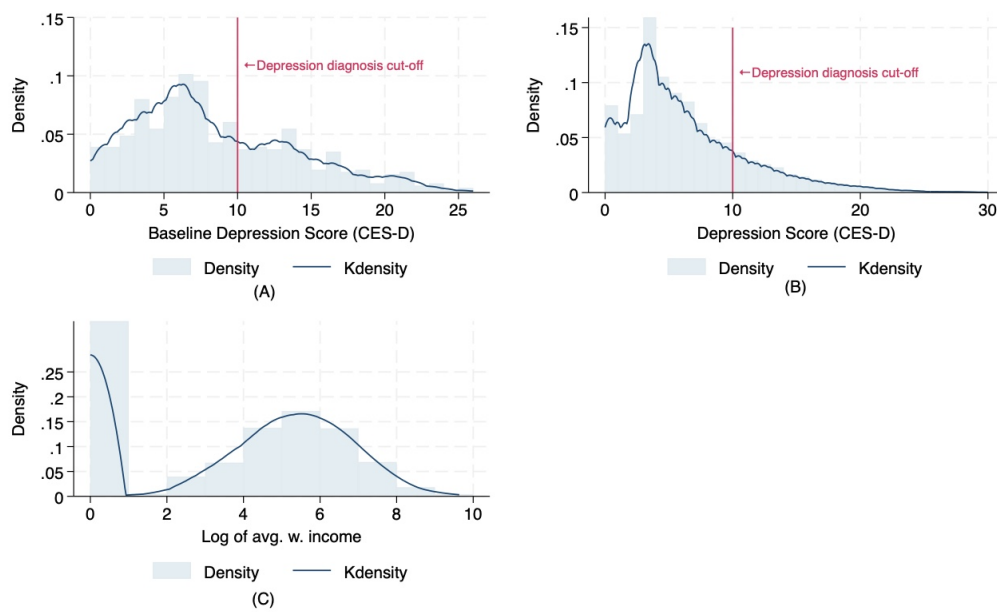 .15
.1
.05
0
Density
←Depression diagnosis cut-off
0 5 10 15 20 25
Baseline Depression Score (CES-D)
Density Kdensity
(A)
.15
.1
.05
0
Density
←Depression diagnosis cut-off
0 10 20 30
Depression Score (CES-D)
Density Kdensity
(B)
.25
.2
.15
.1
.05
0
Density
0 2 4 6 8 10
Log of avg. w. income
Density Kdensity
(C)